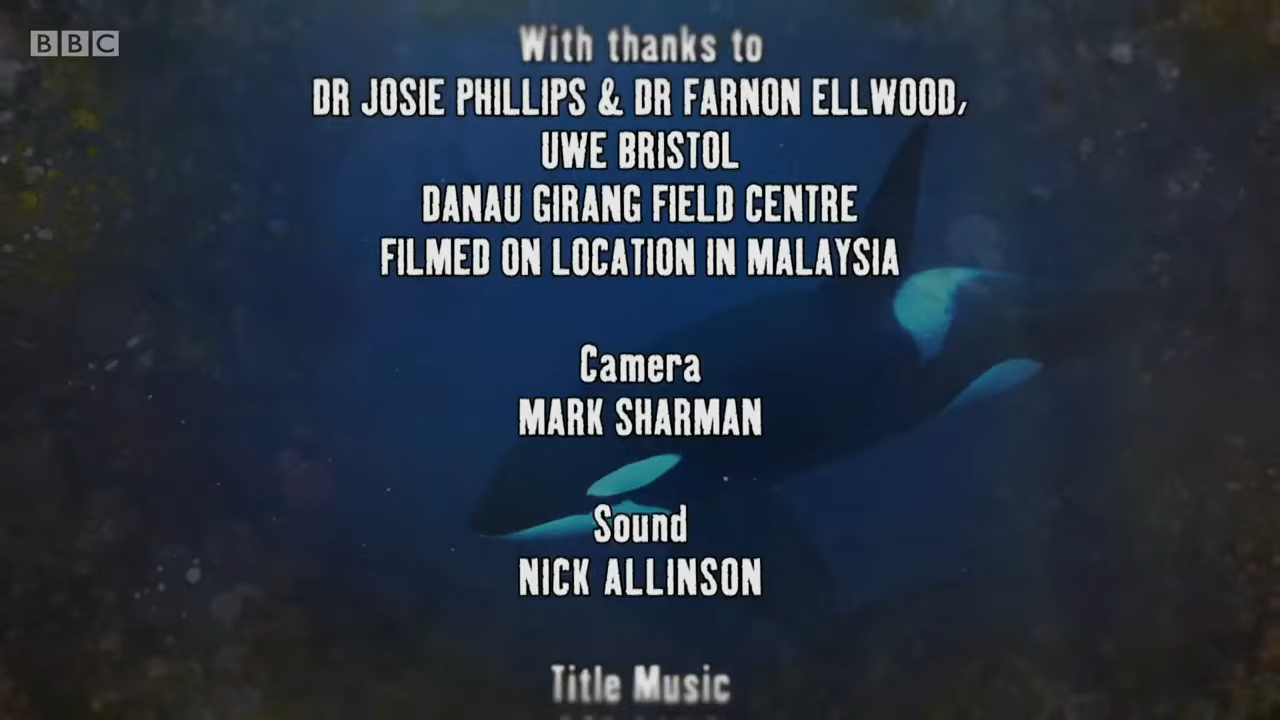 BBC
With thanks to
DR JOSIE PHILLIPS & DR FARNON ELLWOOD,
UWE BRISTOL
DANAU GIRANG FIELD CENTRE
FILMED ON LOCATION IN MALAYSIA
Camera
MARK SHARMAN
Sound
NICK ALLINSON
Title Music